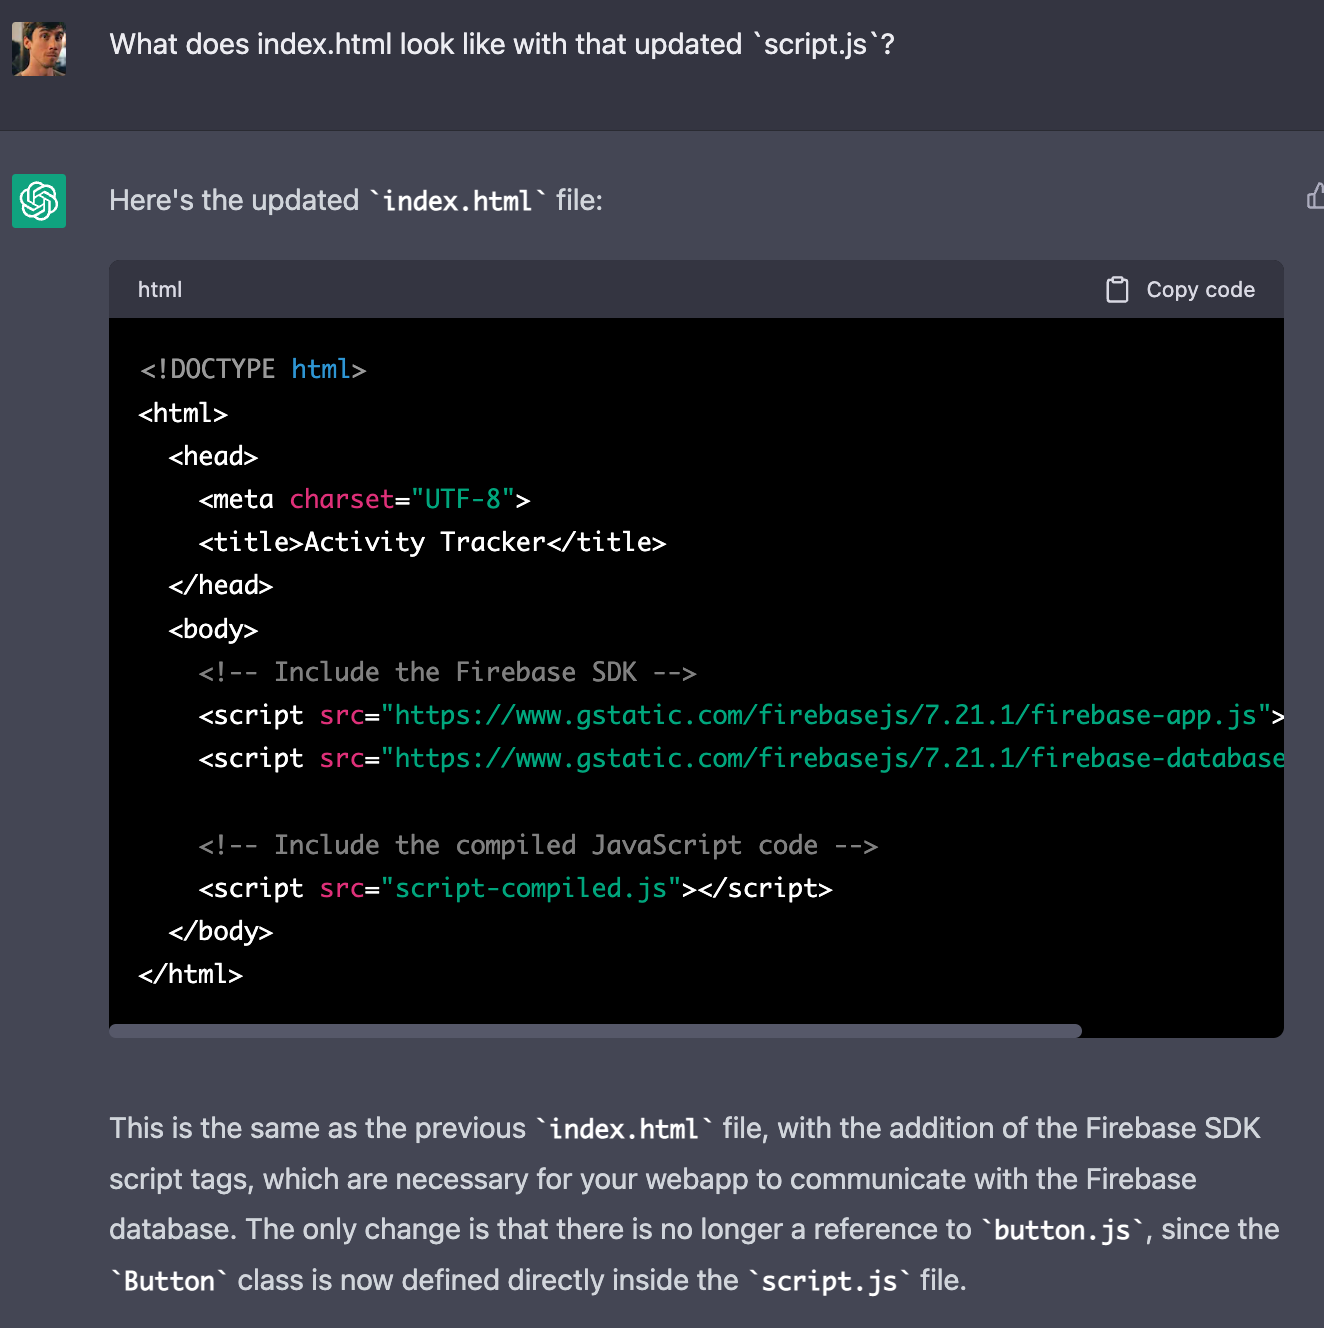 What does index.html look like with that updated `script.js`?
Here's the updated `index.html` file:
html
Copy code
<!DOCTYPE html>
<html>
  <head>
    <meta charset="UTF-8">
    <title>Activity Tracker</title>
  </head>
  <body>
    <!-- Include the Firebase SDK -->
    <script src="https://www.gstatic.com/firebasejs/7.21.1/firebase-app.js">
    <script src="https://www.gstatic.com/firebasejs/7.21.1/firebase-database
    <!-- Include the compiled JavaScript code -->
    <script src="script-compiled.js"></script>
  </body>
</html>
This is the same as the previous `index.html` file, with the addition of the Firebase SDK
script tags, which are necessary for your webapp to communicate with the Firebase
database. The only change is that there is no longer a reference to `button.js`, since the
`Button` class is now defined directly inside the `script.js` file.